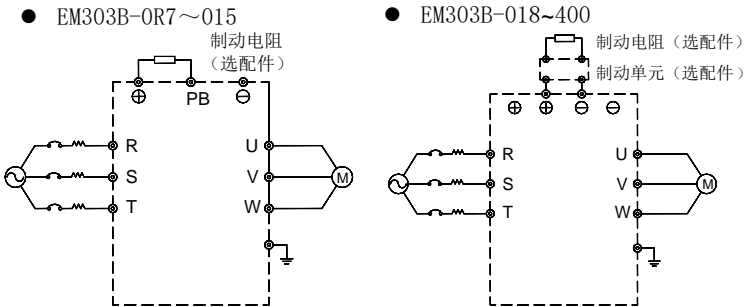 ● EM303B-0R7～015
制动电阻
（选配件）
⊕ PB ⊖
R
S
T
U
V
W
M
● EM303B-018~400
制动电阻（选配件）
制动单元（选配件）
⊕ ⊕ ⊖ ⊖
R
S
T
U
V
W
M